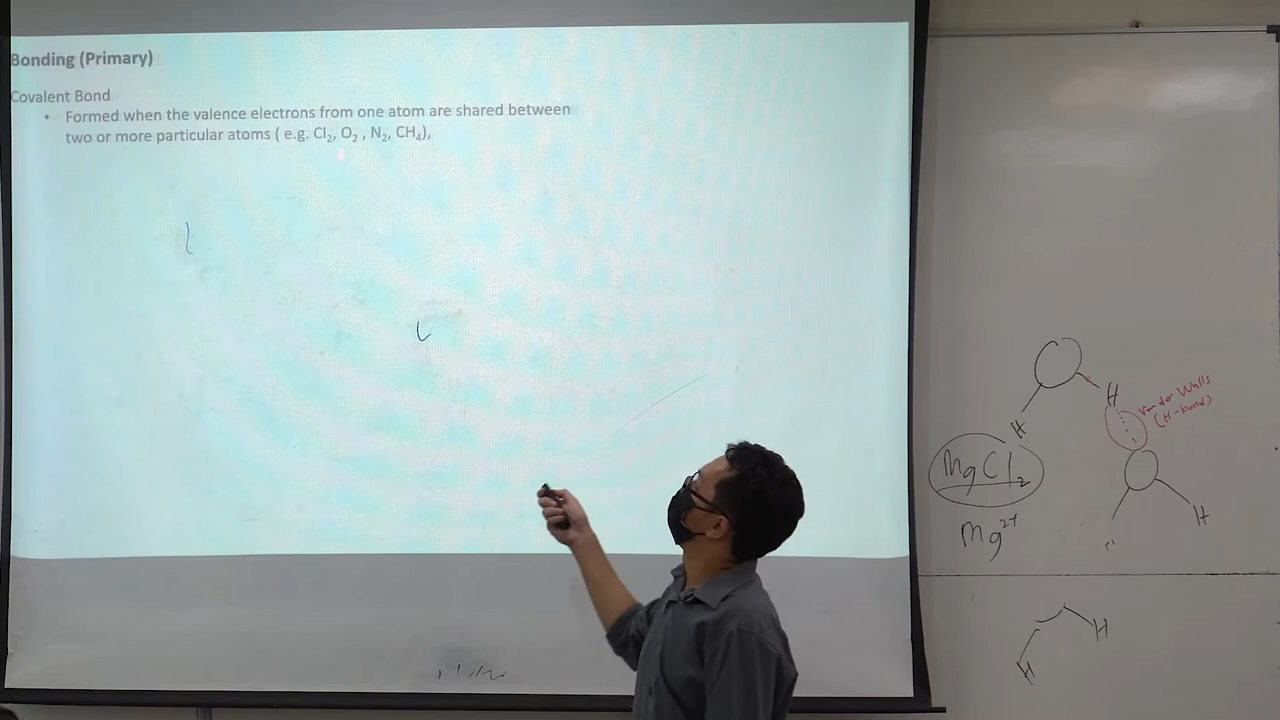 Bonding (Primary)
Covalent Bond
• Formed when the valence electrons from one atom are shared between
two or more particular atoms ( e.g. Cl₂, O₂ , N₂, CH₄),
H
Van der Walls
(H-bond)
H
MgCl₂
H
Mg²⁺
H
H